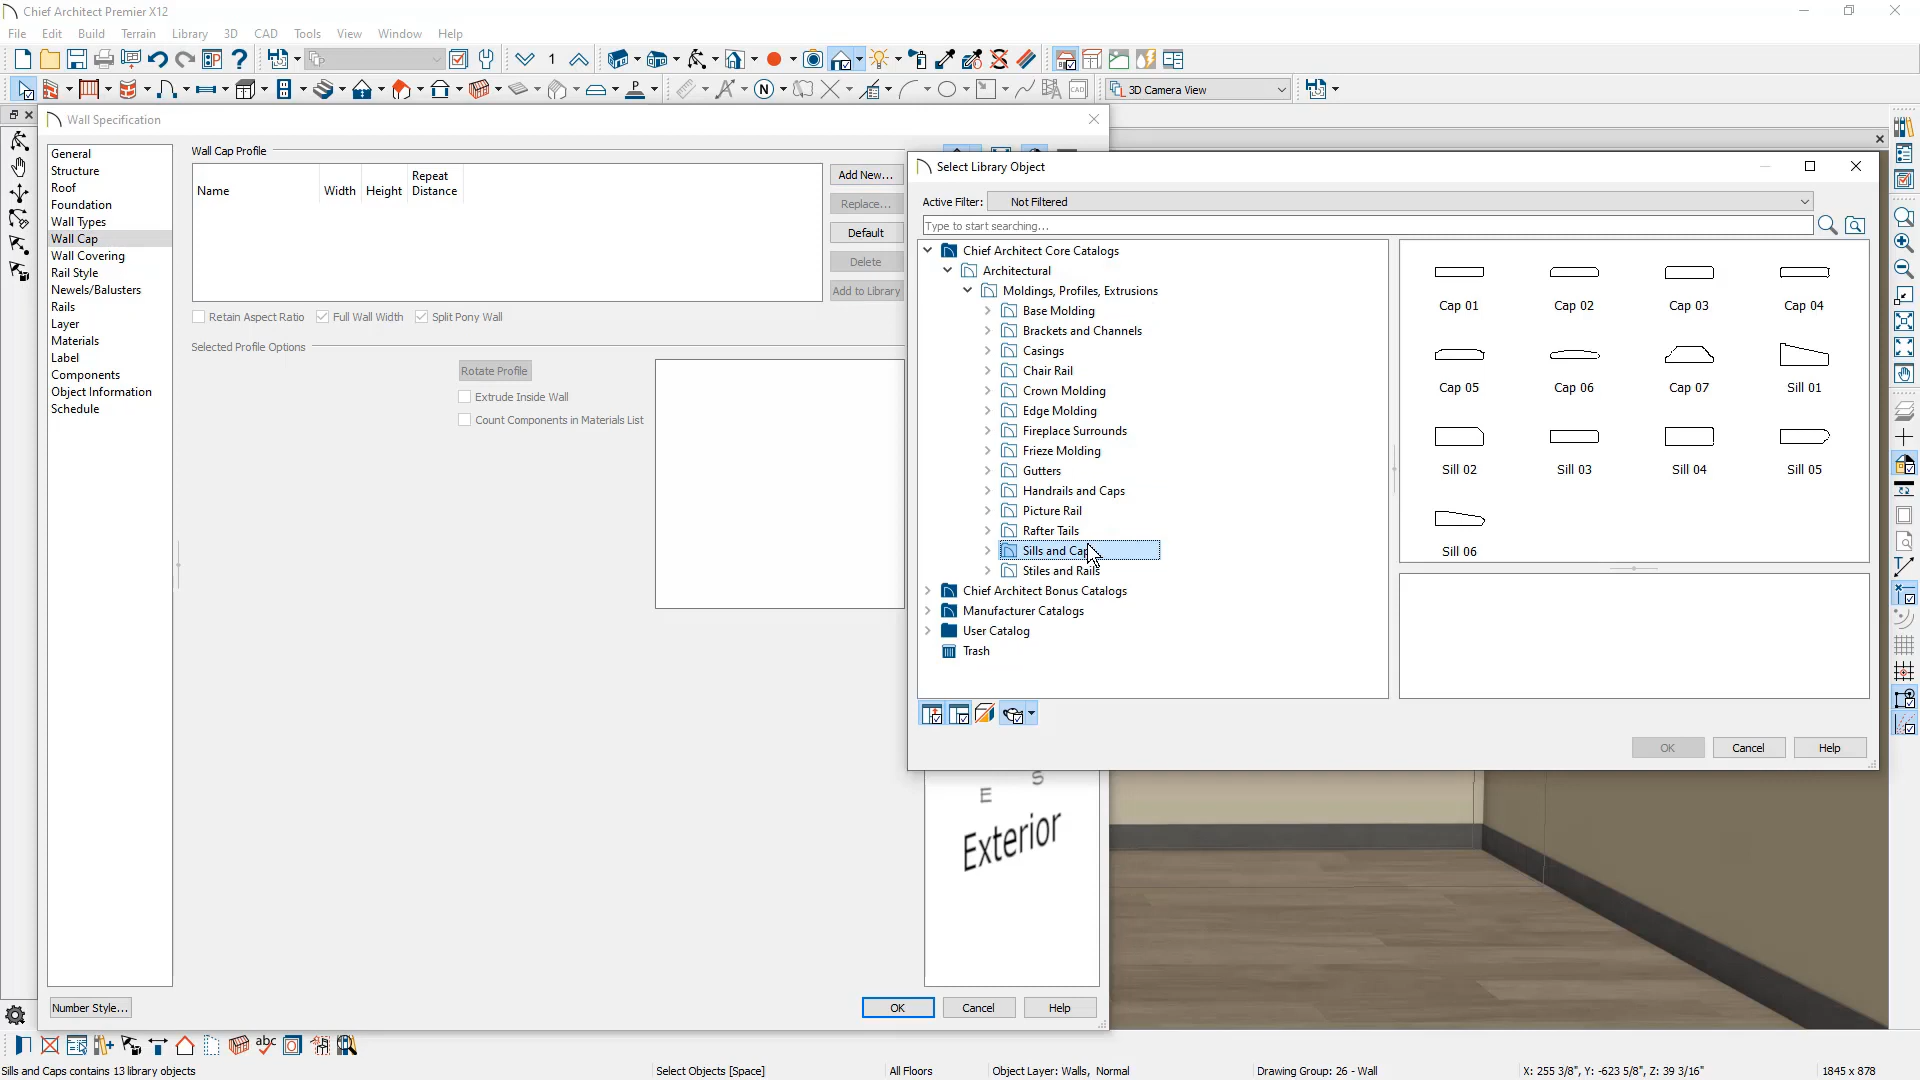 Chief Architect Premier X12
File Edit Build Terrain Library 3D CAD Tools View Window Help
1
N
3D Camera View
Wall Specification
General
Structure
Roof
Foundation
Wall Types
Wall Cap
Wall Covering
Rail Style
Newels/Balusters
Rails
Layer
Materials
Label
Components
Object Information
Schedule
Wall Cap Profile
Name Width Height Repeat Distance
Add New...
Replace...
Default
Delete
Add to Library
Retain Aspect Ratio Full Wall Width Split Pony Wall
Selected Profile Options
Rotate Profile
Extrude Inside Wall
Count Components in Materials List
Select Library Object
Active Filter: Not Filtered
Type to start searching...
Chief Architect Core Catalogs
Architectural
Moldings, Profiles, Extrusions
Base Molding
Brackets and Channels
Casings
Chair Rail
Crown Molding
Edge Molding
Fireplace Surrounds
Frieze Molding
Gutters
Handrails and Caps
Picture Rail
Rafter Tails
Sills and Cap
Stiles and Rails
Chief Architect Bonus Catalogs
Manufacturer Catalogs
User Catalog
Trash
Cap 01 Cap 02 Cap 03 Cap 04
Cap 05 Cap 06 Cap 07 Sill 01
Sill 02 Sill 03 Sill 04 Sill 05
Sill 06
OK Cancel Help
E S
Exterior
Number Style...
OK Cancel Help
abc
Sills and Caps contains 13 library objects Select Objects [Space] All Floors Object Layer: Walls, Normal Drawing Group: 26 - Wall X: 255 3/8", Y: -623 5/8", Z: 39 3/16" 1845 x 878